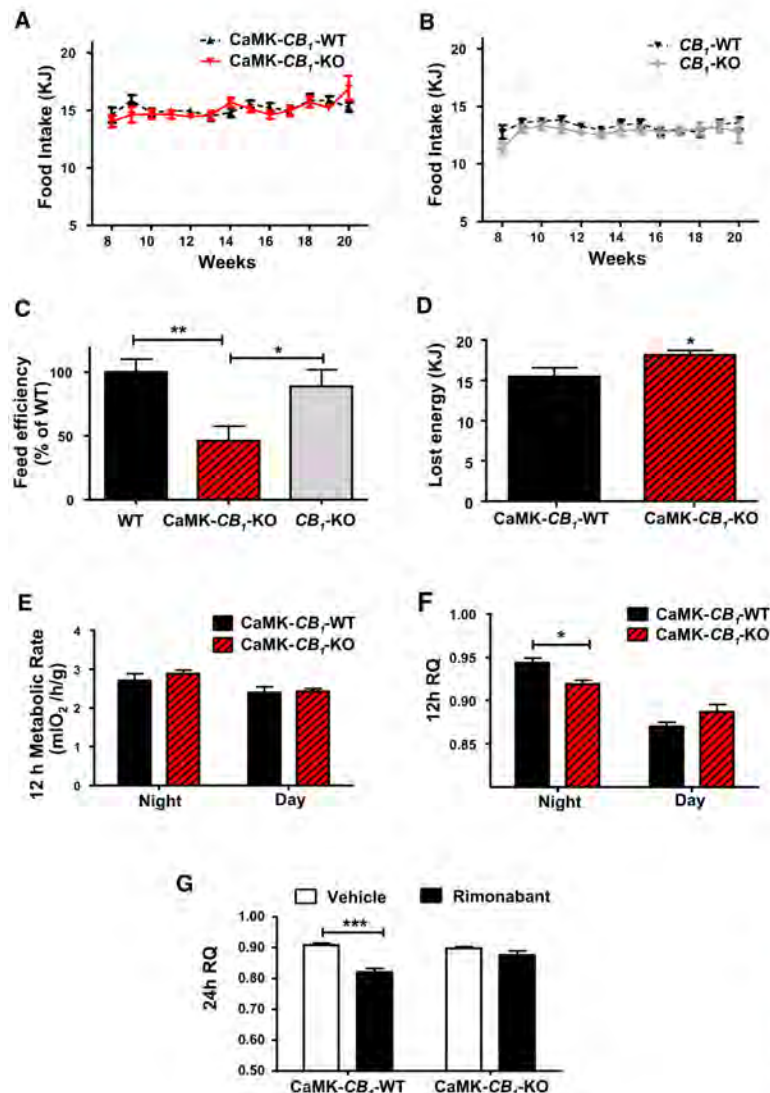 A
CaMK-CB1-WT
CaMK-CB1-KO
Food Intake (KJ)
20
15
10
5
8 10 12 14 16 18 20
Weeks
B
CB1-WT
CB1-KO
Food Intake (KJ)
20
15
10
5
8 10 12 14 16 18 20
Weeks
C
** 
*
Feed efficiency
(% of WT)
100
50
0
WT CaMK-CB1-KO CB1-KO
D
*
Lost energy (KJ)
20
15
10
5
0
CaMK-CB1-WT CaMK-CB1-KO
E
CaMK-CB1-WT
CaMK-CB1-KO
12 h Metabolic Rate
(mlO2 /h/g)
4
3
2
1
0
Night Day
F
CaMK-CB1-WT
CaMK-CB1-KO
*
12h RQ
1.00
0.95
0.90
0.85
Night Day
G
Vehicle Rimonabant
***
24h RQ
1.00
0.90
0.80
0.70
0.60
0.50
CaMK-CB1-WT CaMK-CB1-KO